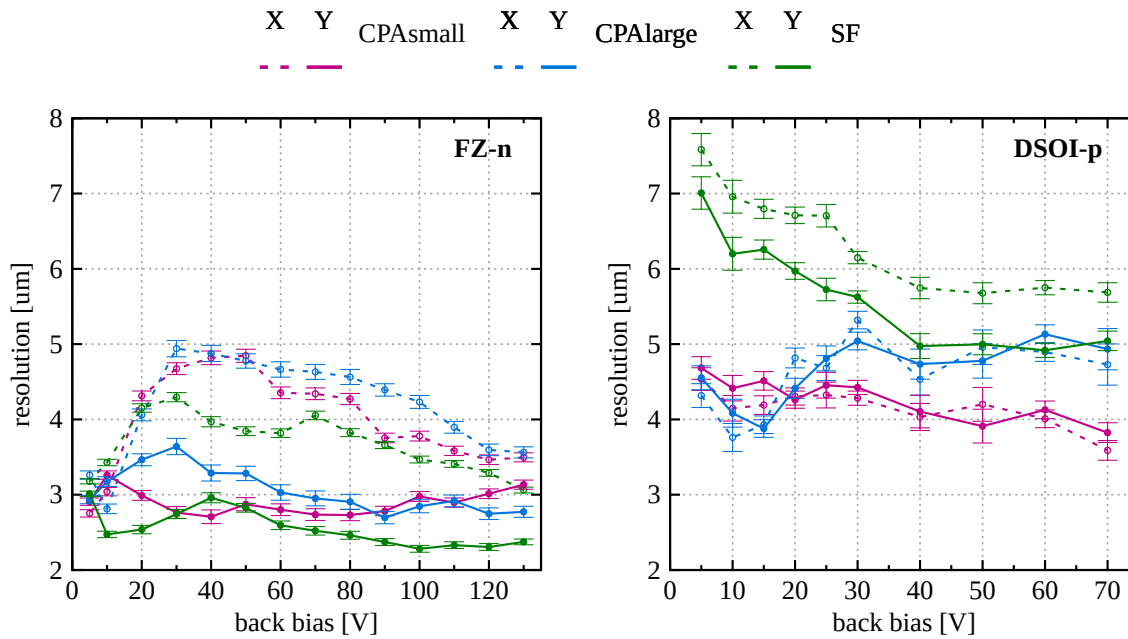 X Y CPAsmall X Y CPAlarge X Y SF
FZ-n
8
7
6
5
4
3
2
resolution [um]
0 20 40 60 80 100 120
back bias [V]
DSOI-p
8
7
6
5
4
3
2
resolution [um]
0 10 20 30 40 50 60 70
back bias [V]